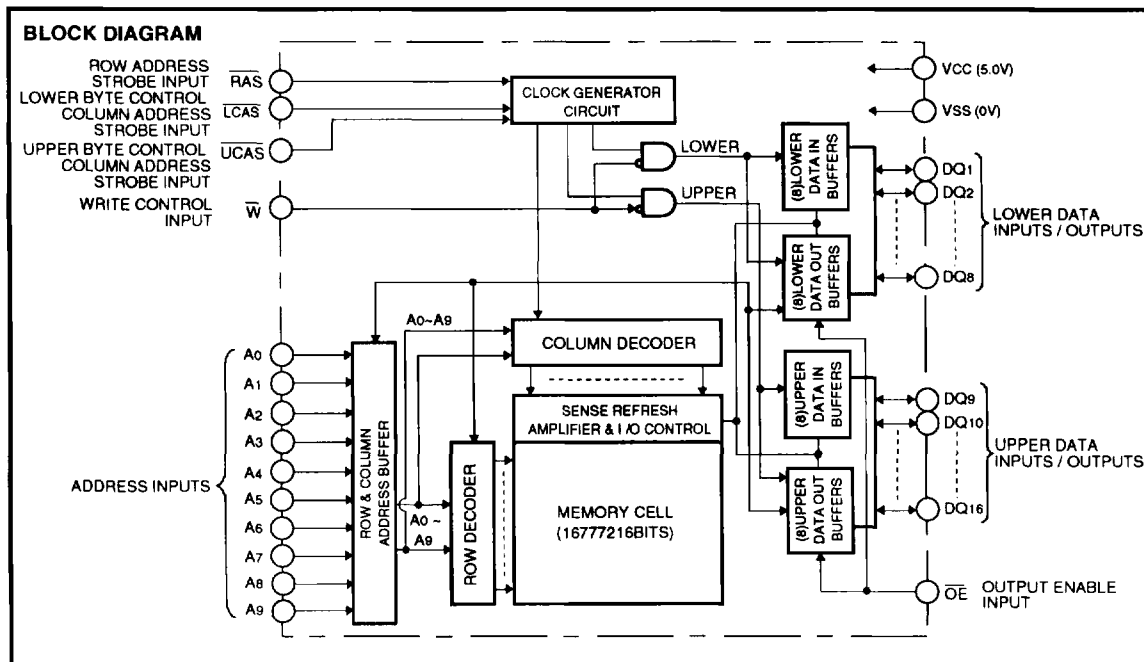 BLOCK DIAGRAM
ROW ADDRESS
STROBE INPUT
RAS
LOWER BYTE CONTROL
COLUMN ADDRESS
STROBE INPUT
LCAS
UPPER BYTE CONTROL
COLUMN ADDRESS
STROBE INPUT
UCAS
WRITE CONTROL
INPUT
W
CLOCK GENERATOR
CIRCUIT
LOWER
UPPER
(8)LOWER
DATA IN
BUFFERS
(8)LOWER
DATA OUT
BUFFERS
VCC (5.0V)
VSS (0V)
DQ1
DQ2
DQ8
LOWER DATA
INPUTS / OUTPUTS
ADDRESS INPUTS
A0
A1
A2
A3
A4
A5
A6
A7
A8
A9
ROW & COLUMN
ADDRESS BUFFER
A0~A9
A0 ~
A9
ROW DECODER
COLUMN DECODER
SENSE REFRESH
AMPLIFIER & I /O CONTROL
MEMORY CELL
(16777216BITS)
(8)UPPER
DATA IN
BUFFERS
(8)UPPER
DATA OUT
BUFFERS
DQ9
DQ10
DQ16
UPPER DATA
INPUTS / OUTPUTS
OE
OUTPUT ENABLE
INPUT